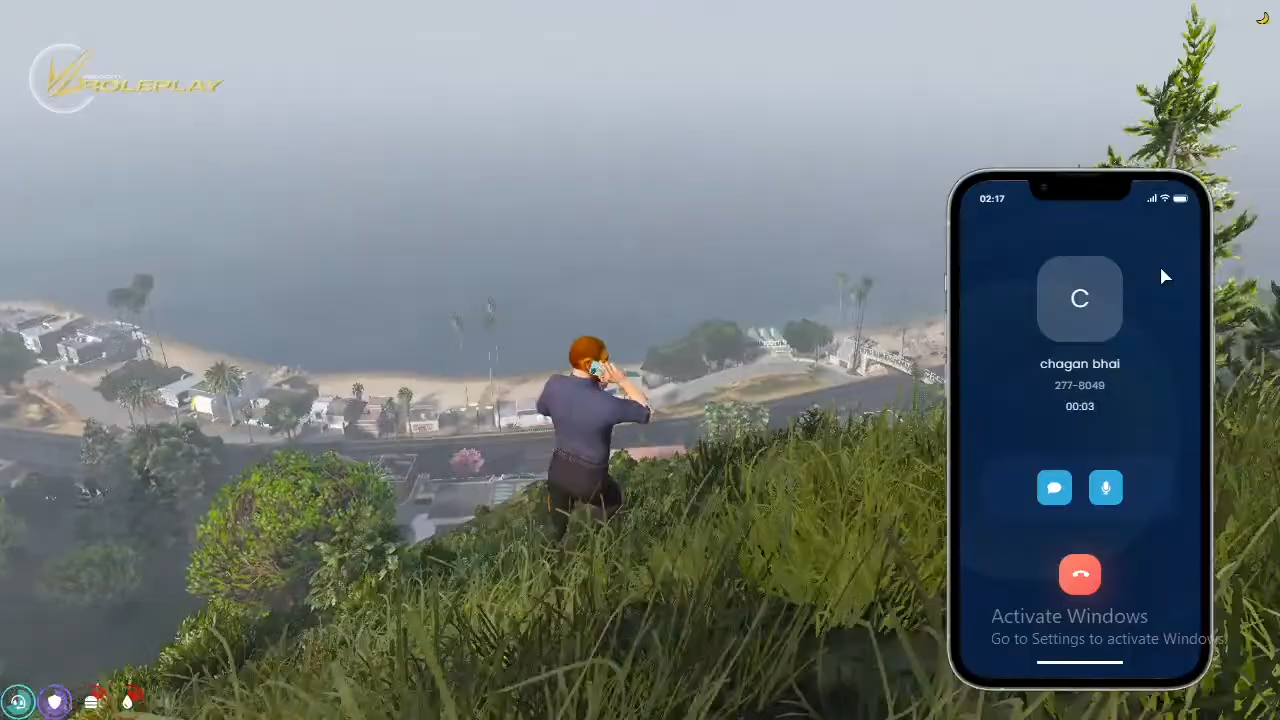 ROLEPLAY
02:17
C
chagan bhai
277-8049
00:03
Activate Windows
Go to Settings to activate Windows.